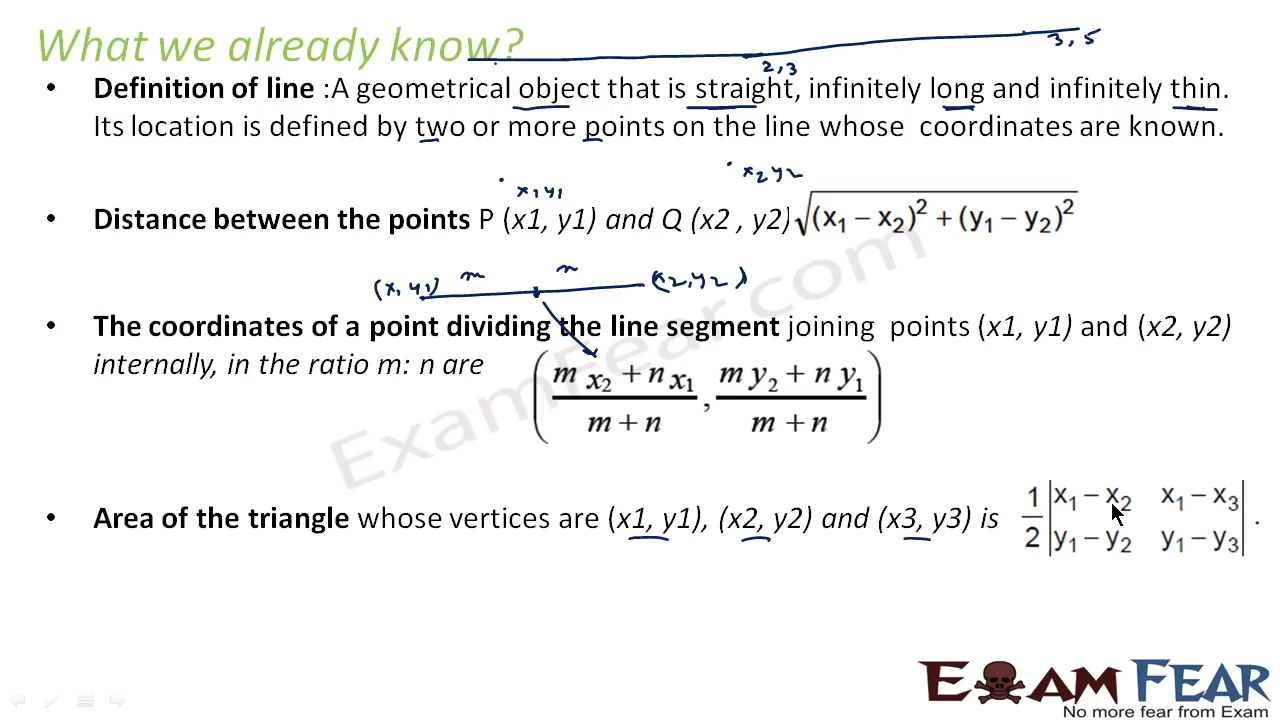 What we already know?
3, 5
2, 3
• Definition of line :A geometrical object that is straight, infinitely long and infinitely thin.
Its location is defined by two or more points on the line whose coordinates are known.
x1 y1
x2 y2
• Distance between the points P (x1, y1) and Q (x2 , y2) √(x₁ − x₂)² + (y₁ − y₂)²
m n
(x, y1) (x2, y2)
• The coordinates of a point dividing the line segment joining points (x1, y1) and (x2, y2)
internally, in the ratio m: n are
( (m x₂ + n x₁)/(m + n) , (m y₂ + n y₁)/(m + n) )
ExamFear.com
• Area of the triangle whose vertices are (x1, y1), (x2, y2) and (x3, y3) is 1/2 |x₁ − x₂ x₁ − x₃|
|y₁ − y₂ y₁ − y₃| .
EXAM FEAR
No more fear from Exam